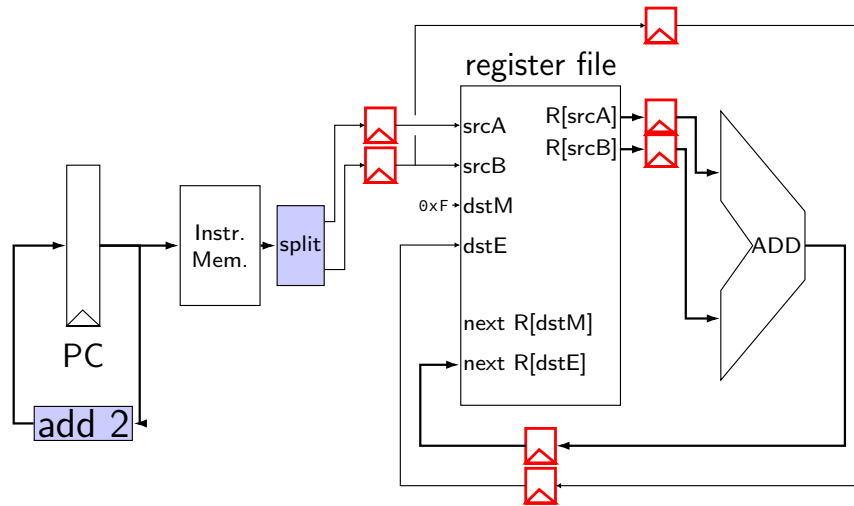 register file
srcA
R[srcA]
R[srcB]
srcB
dstM
0xF
dstE
next R[dstM]
next R[dstE]
Instr.
Mem.
split
ADD
PC
add 2